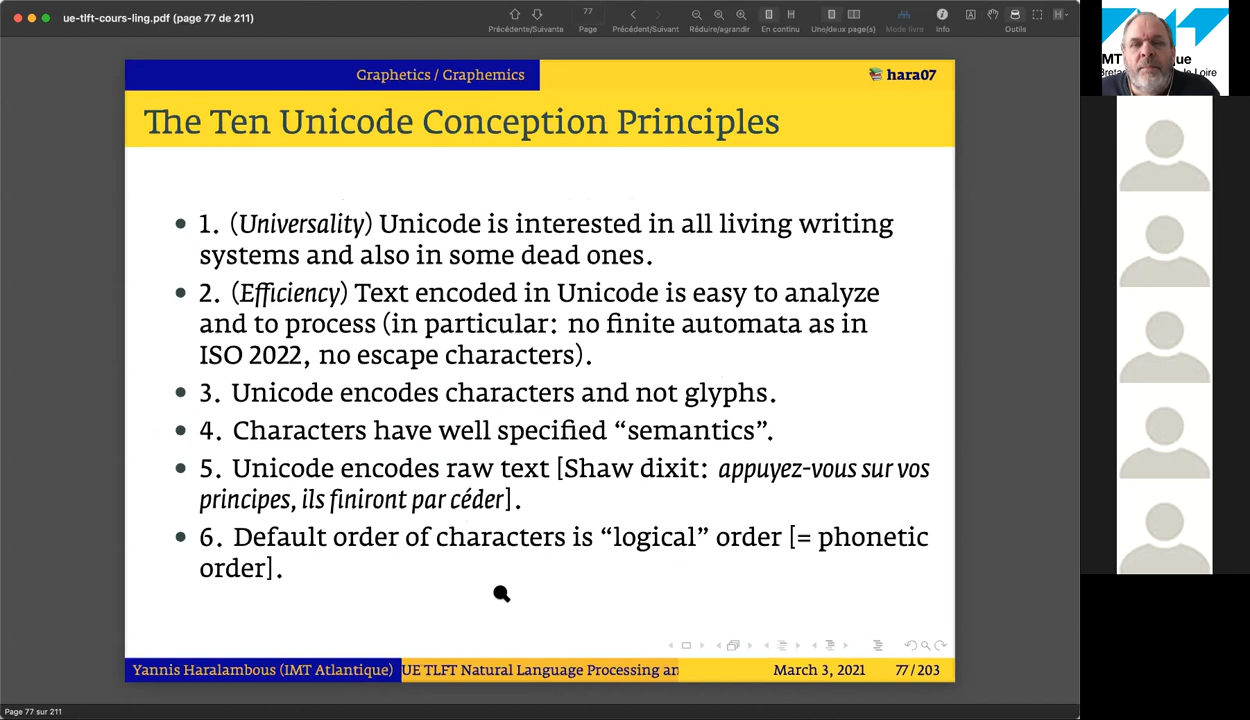 ue-tlft-cours-ling.pdf (page 77 de 211)
77
Précédente/Suivante Page Précédent/Suivant Réduire/agrandir En continu Une/deux page(s) Mode livre Info Outils
Graphetics / Graphemics
hara07
The Ten Unicode Conception Principles
• 1. (Universality) Unicode is interested in all living writing
systems and also in some dead ones.
• 2. (Efficiency) Text encoded in Unicode is easy to analyze
and to process (in particular: no finite automata as in
ISO 2022, no escape characters).
• 3. Unicode encodes characters and not glyphs.
• 4. Characters have well specified “semantics”.
• 5. Unicode encodes raw text [Shaw dixit: appuyez-vous sur vos
principes, ils finiront par céder].
• 6. Default order of characters is “logical” order [= phonetic
order].
Yannis Haralambous (IMT Atlantique) UE TLFT Natural Language Processing an March 3, 2021 77/203
Page 77 sur 211